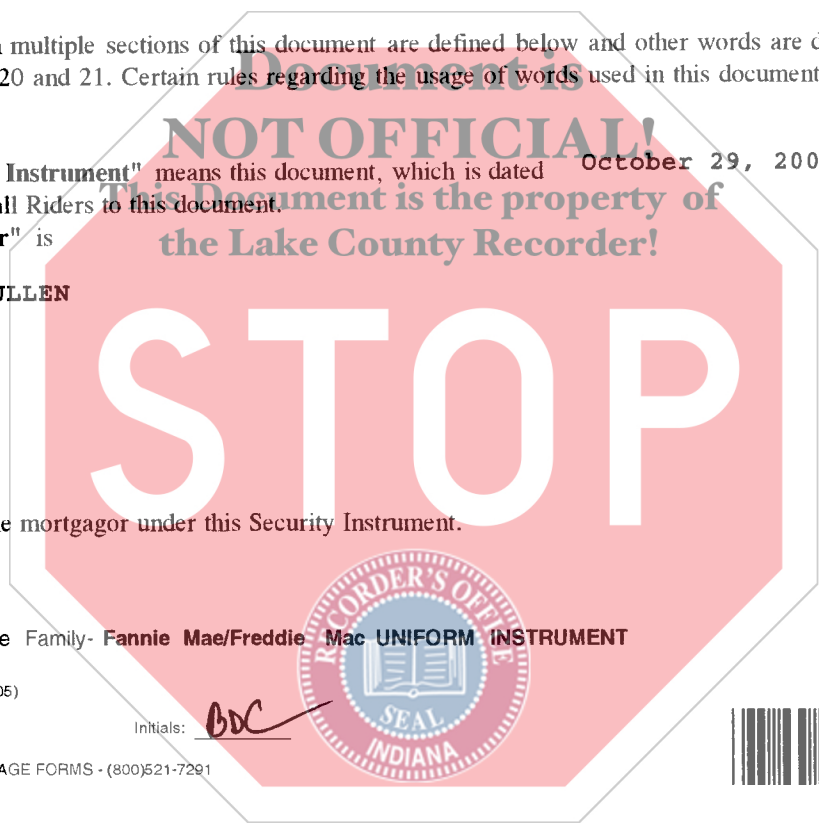 multiple sections of this document are defined below and other words are
20 and 21. Certain rules regarding the usage of words used in this document
Document is
NOT OFFICIAL!
Instrument" means this document, which is dated October 29, 200
This Document is the property of
ll Riders to this document.
r" is
the Lake County Recorder!
ULLEN
STOP
e mortgagor under this Security Instrument.
RECORDER'S OFFICE
SEAL
INDIANA
e Family- Fannie Mae/Freddie Mac UNIFORM INSTRUMENT
05)
Initials: BDC
AGE FORMS - (800)521-7291